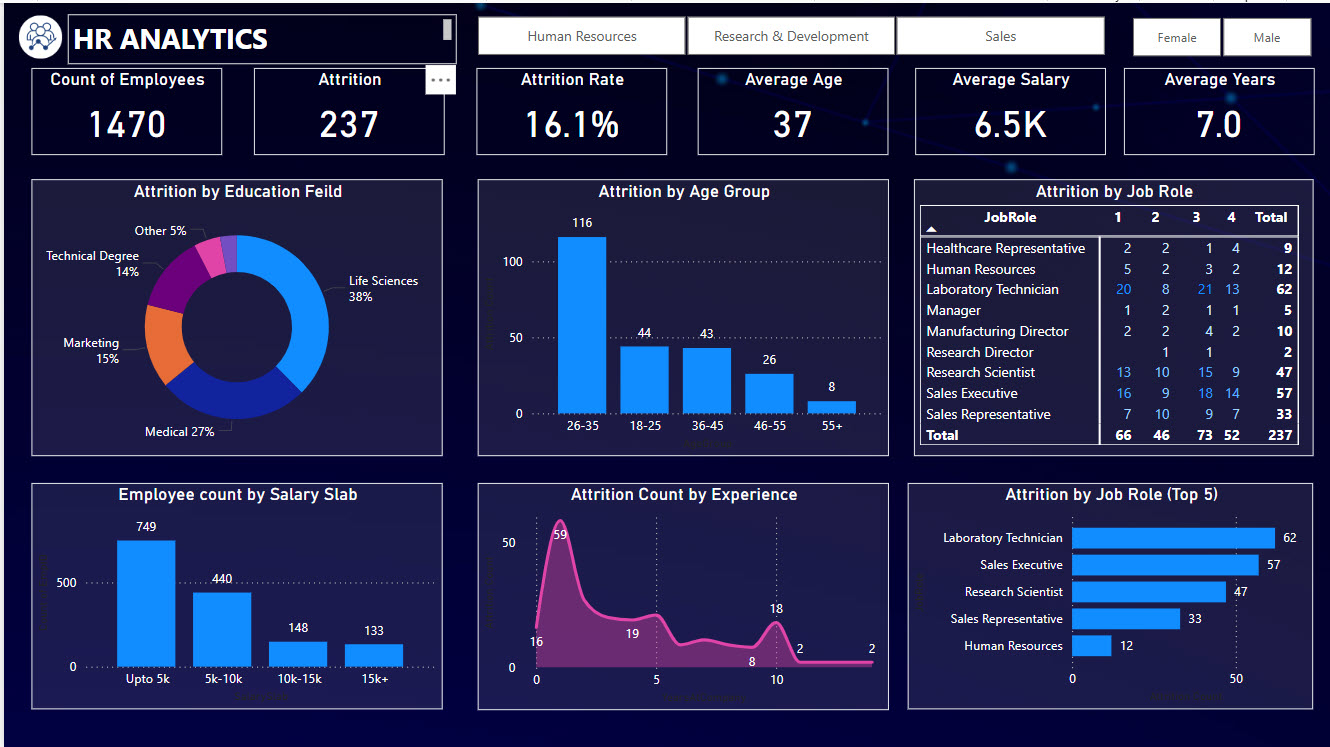 HR ANALYTICS
Human Resources
Research & Development
Sales
Female
Male
Count of Employees
1470
Attrition
237
Attrition Rate
16.1%
Average Age
37
Average Salary
6.5K
Average Years
7.0
Attrition by Education Feild
Other 5%
Technical Degree
14%
Life Sciences
38%
Marketing
15%
Medical 27%
Attrition by Age Group
116
100
44
43
50
26
8
0
26-35 18-25 36-45 46-55 55+
Attrition by Job Role
JobRole 1 2 3 4 Total
Healthcare Representative 2 2 1 4 9
Human Resources 5 2 3 2 12
Laboratory Technician 20 8 21 13 62
Manager 1 2 1 1 5
Manufacturing Director 2 2 4 2 10
Research Director 1 1 2
Research Scientist 13 10 15 9 47
Sales Executive 16 9 18 14 57
Sales Representative 7 10 9 7 33
Total 66 46 73 52 237
Employee count by Salary Slab
749
500
440
148
133
0
Upto 5k 5k-10k 10k-15k 15k+
Attrition Count by Experience
59
50
18
16
19
2
2
8
0
0 5 10
Attrition by Job Role (Top 5)
Laboratory Technician 62
Sales Executive 57
Research Scientist 47
Sales Representative 33
Human Resources 12
0 50